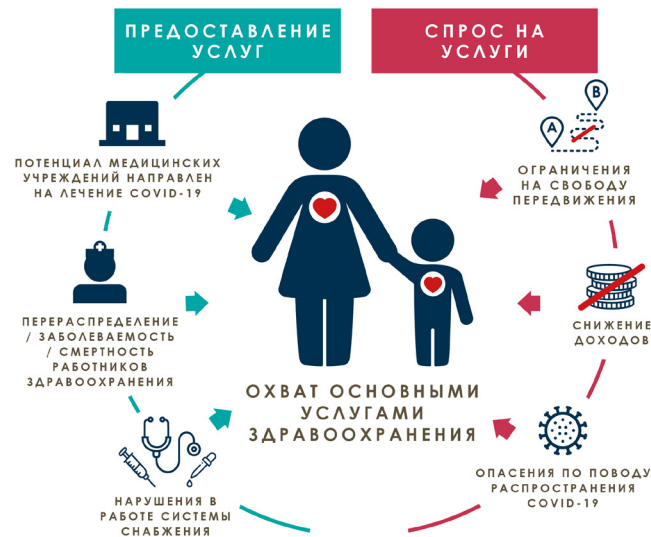 ПРЕДОСТАВЛЕНИЕ
УСЛУГ
СПРОС НА
УСЛУГИ
ПОТЕНЦИАЛ МЕДИЦИНСКИХ
УЧРЕЖДЕНИЙ НАПРАВЛЕН
НА ЛЕЧЕНИЕ COVID-19
ПЕРЕРАСПРЕДЕЛЕНИЕ
/ ЗАБОЛЕВАЕМОСТЬ
/ СМЕРТНОСТЬ
РАБОТНИКОВ
ЗДРАВООХРАНЕНИЯ
НАРУШЕНИЯ В
РАБОТЕ СИСТЕМЫ
СНАБЖЕНИЯ
ОХВАТ ОСНОВНЫМИ
УСЛУГАМИ
ЗДРАВООХРАНЕНИЯ
A
B
ОГРАНИЧЕНИЯ
НА СВОБОДУ
ПЕРЕДВИЖЕНИЯ
СНИЖЕНИЕ
ДОХОДОВ
ОПАСЕНИЯ ПО ПОВОДУ
РАСПРОСТРАНЕНИЯ
COVID-19